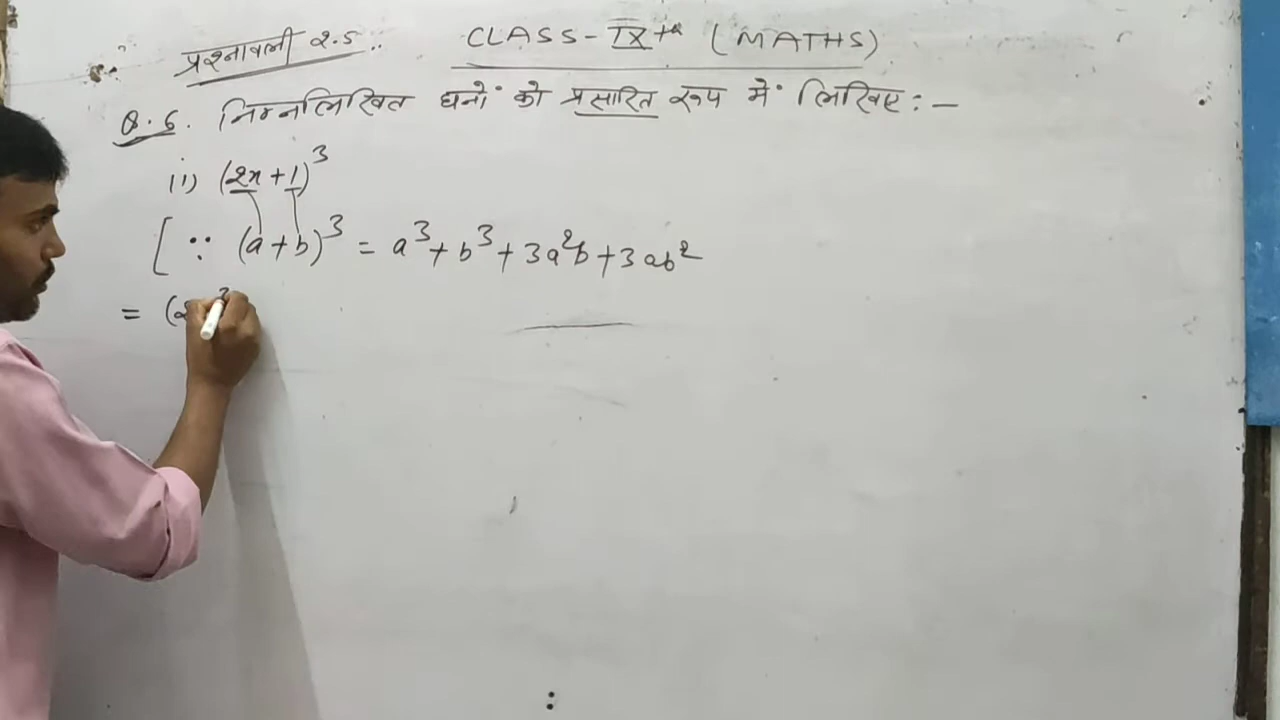 प्रश्नावली 2.5 :. CLASS-IXth (MATHS)
Q.6. निम्नलिखित घनों को प्रसारित रूप में लिखिए :-
(i) (2x+1)³
[∵ (a+b)³ = a³+b³+3a²b+3ab²
= (2